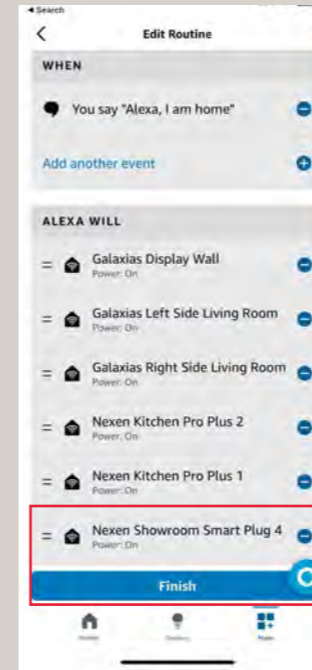 Search
Edit Routine
WHEN
You say "Alexa, I am home"
Add another event
ALEXA WILL
Galaxias Display Wall
Power: On
Galaxias Left Side Living Room
Power: On
Galaxias Right Side Living Room
Power: On
Nexen Kitchen Pro Plus 2
Power: On
Nexen Kitchen Pro Plus 1
Power: On
Nexen Showroom Smart Plug 4
Power: On
Finish